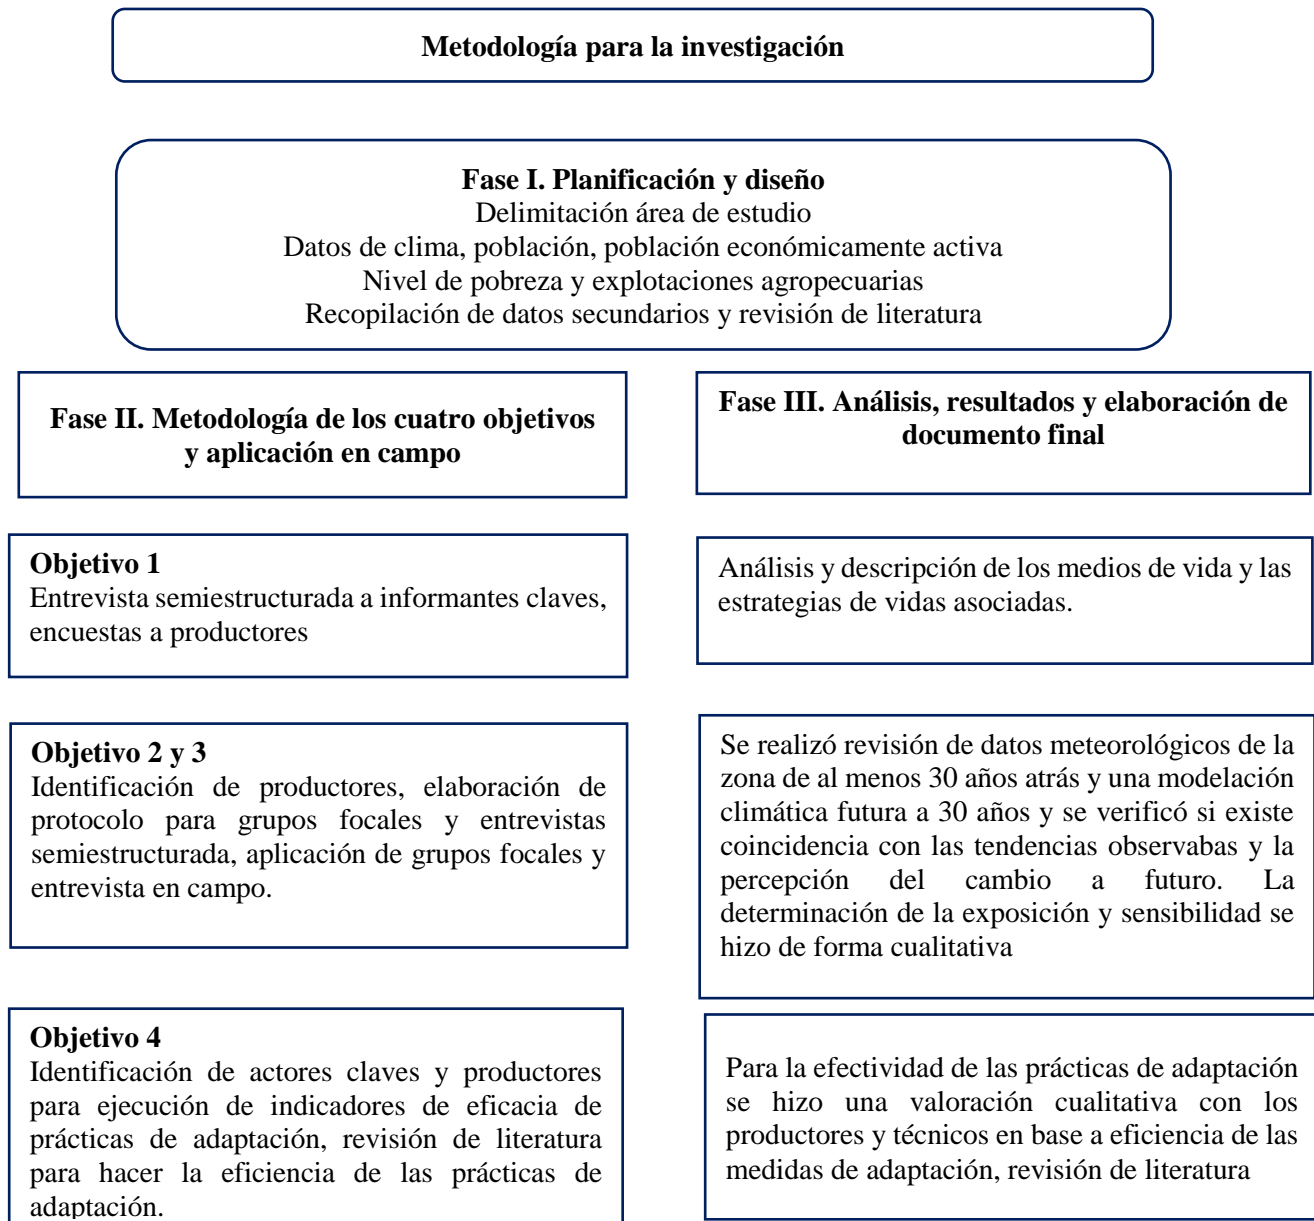 Metodología para la investigación
Fase I. Planificación y diseño
Delimitación área de estudio
Datos de clima, población, población económicamente activa
Nivel de pobreza y explotaciones agropecuarias
Recopilación de datos secundarios y revisión de literatura
Fase II. Metodología de los cuatro objetivos
y aplicación en campo
Fase III. Análisis, resultados y elaboración de
documento final
Objetivo 1
Entrevista semiestructurada a informantes claves,
encuestas a productores
Análisis y descripción de los medios de vida y las
estrategias de vidas asociadas.
Objetivo 2 y 3
Identificación de productores, elaboración de
protocolo para grupos focales y entrevistas
semiestructurada, aplicación de grupos focales y
entrevista en campo.
Se realizó revisión de datos meteorológicos de la
zona de al menos 30 años atrás y una modelación
climática futura a 30 años y se verificó si existe
coincidencia con las tendencias observabas y la
percepción del cambio a futuro. La
determinación de la exposición y sensibilidad se
hizo de forma cualitativa
Objetivo 4
Identificación de actores claves y productores
para ejecución de indicadores de eficacia de
prácticas de adaptación, revisión de literatura
para hacer la eficiencia de las prácticas de
adaptación.
Para la efectividad de las prácticas de adaptación
se hizo una valoración cualitativa con los
productores y técnicos en base a eficiencia de las
medidas de adaptación, revisión de literatura